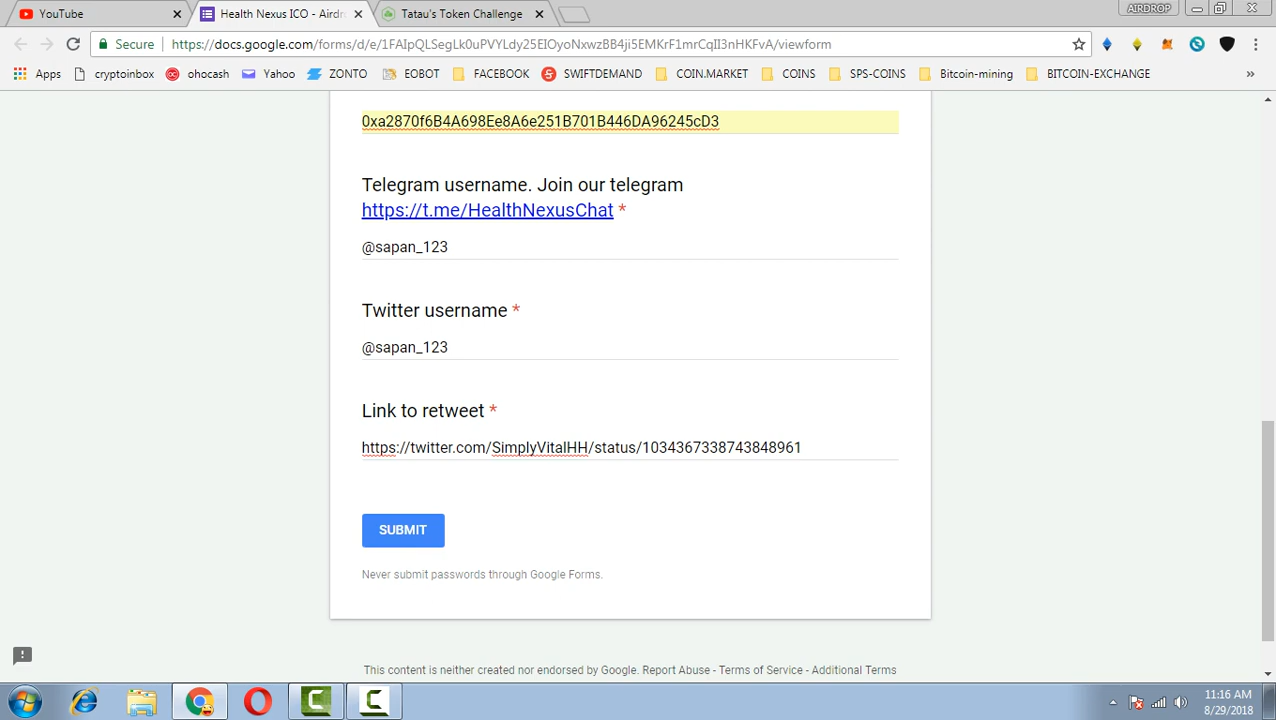 YouTube
Health Nexus ICO - Airdr
Tatau's Token Challenge
AIRDROP
Secure
https://docs.google.com/forms/d/e/1FAIpQLSegLkoPVYLdy25EIOyoNxwzBB4ji5EMKrF1mrCqII3nHKFvA/viewform
Apps
cryptoinbox
ohocash
Yahoo
ZONTO
EOBOT
FACEBOOK
SWIFTDEMAND
COIN.MARKET
COINS
SPS-COINS
Bitcoin-mining
BITCOIN-EXCHANGE
»
0xa2870f6B4A698Ee8A6e251B701B446DA96245cD3
Telegram username. Join our telegram
https://t.me/HealthNexusChat *
@sapan_123
Twitter username *
@sapan_123
Link to retweet *
https://twitter.com/SimplyVitalHH/status/1034367338743848961
SUBMIT
Never submit passwords through Google Forms.
This content is neither created nor endorsed by Google. Report Abuse - Terms of Service - Additional Terms
11:16 AM
8/29/2018